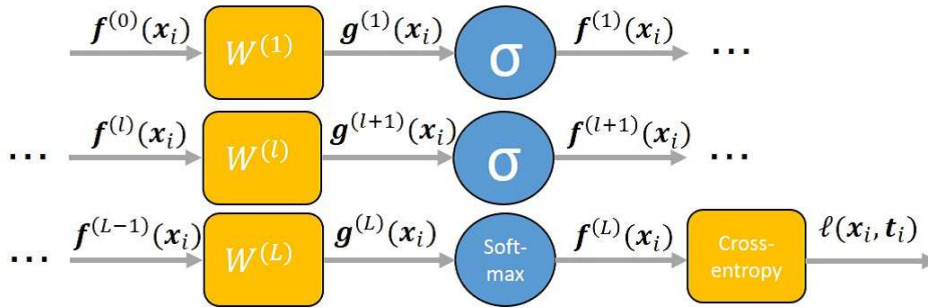 f^{(0)}(x_i) W^{(1)} g^{(1)}(x_i) σ f^{(1)}(x_i) ...
... f^{(l)}(x_i) W^{(l)} g^{(l+1)}(x_i) σ f^{(l+1)}(x_i) ...
... f^{(L-1)}(x_i) W^{(L)} g^{(L)}(x_i) Soft-
max f^{(L)}(x_i) Cross-
entropy ℓ(x_i, t_i)